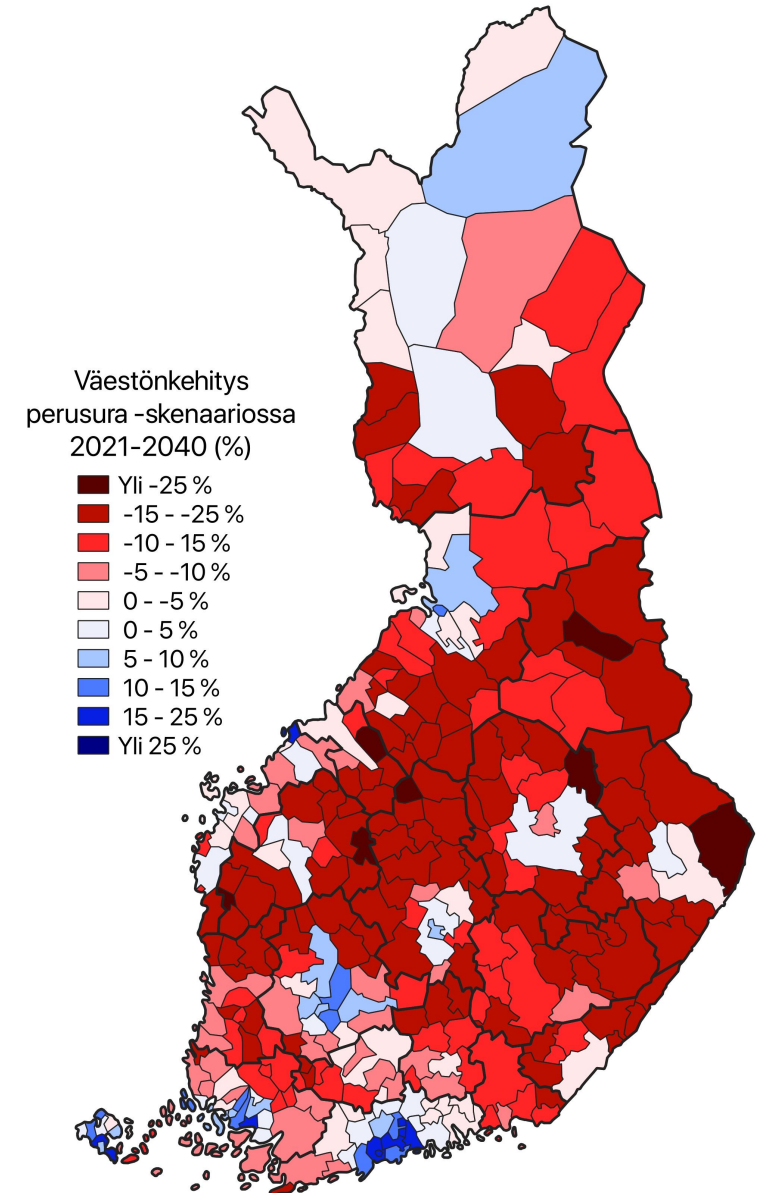 Väestönkehitys
perusura -skenaariossa
2021-2040 (%)
Yli -25 %
-15 - -25 %
-10 - 15 %
-5 - -10 %
0 - -5 %
0 - 5 %
5 - 10 %
10 - 15 %
15 - 25 %
Yli 25 %